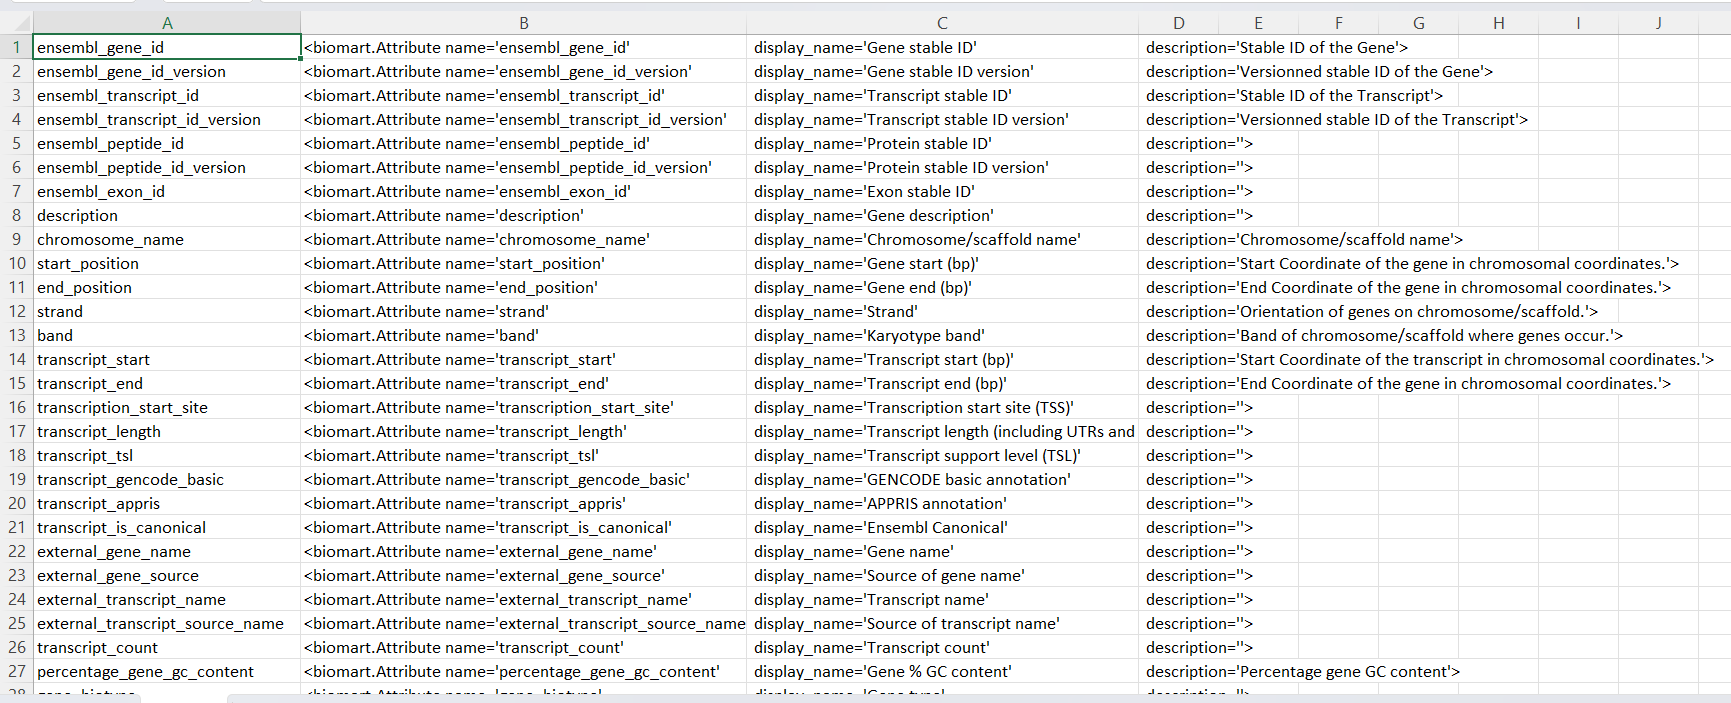 A B C D E F G H I J
1 ensembl_gene_id <biomart.Attribute name='ensembl_gene_id' display_name='Gene stable ID' description='Stable ID of the Gene'>
2 ensembl_gene_id_version <biomart.Attribute name='ensembl_gene_id_version' display_name='Gene stable ID version' description='Versionned stable ID of the Gene'>
3 ensembl_transcript_id <biomart.Attribute name='ensembl_transcript_id' display_name='Transcript stable ID' description='Stable ID of the Transcript'>
4 ensembl_transcript_id_version <biomart.Attribute name='ensembl_transcript_id_version' display_name='Transcript stable ID version' description='Versionned stable ID of the Transcript'>
5 ensembl_peptide_id <biomart.Attribute name='ensembl_peptide_id' display_name='Protein stable ID' description=''>
6 ensembl_peptide_id_version <biomart.Attribute name='ensembl_peptide_id_version' display_name='Protein stable ID version' description=''>
7 ensembl_exon_id <biomart.Attribute name='ensembl_exon_id' display_name='Exon stable ID' description=''>
8 description <biomart.Attribute name='description' display_name='Gene description' description=''>
9 chromosome_name <biomart.Attribute name='chromosome_name' display_name='Chromosome/scaffold name' description='Chromosome/scaffold name'>
10 start_position <biomart.Attribute name='start_position' display_name='Gene start (bp)' description='Start Coordinate of the gene in chromosomal coordinates.'>
11 end_position <biomart.Attribute name='end_position' display_name='Gene end (bp)' description='End Coordinate of the gene in chromosomal coordinates.'>
12 strand <biomart.Attribute name='strand' display_name='Strand' description='Orientation of genes on chromosome/scaffold.'>
13 band <biomart.Attribute name='band' display_name='Karyotype band' description='Band of chromosome/scaffold where genes occur.'>
14 transcript_start <biomart.Attribute name='transcript_start' display_name='Transcript start (bp)' description='Start Coordinate of the transcript in chromosomal coordinates.'>
15 transcript_end <biomart.Attribute name='transcript_end' display_name='Transcript end (bp)' description='End Coordinate of the gene in chromosomal coordinates.'>
16 transcription_start_site <biomart.Attribute name='transcription_start_site' display_name='Transcription start site (TSS)' description=''>
17 transcript_length <biomart.Attribute name='transcript_length' display_name='Transcript length (including UTRs and description=''>
18 transcript_tsl <biomart.Attribute name='transcript_tsl' display_name='Transcript support level (TSL)' description=''>
19 transcript_gencode_basic <biomart.Attribute name='transcript_gencode_basic' display_name='GENCODE basic annotation' description=''>
20 transcript_appris <biomart.Attribute name='transcript_appris' display_name='APPRIS annotation' description=''>
21 transcript_is_canonical <biomart.Attribute name='transcript_is_canonical' display_name='Ensembl Canonical' description=''>
22 external_gene_name <biomart.Attribute name='external_gene_name' display_name='Gene name' description=''>
23 external_gene_source <biomart.Attribute name='external_gene_source' display_name='Source of gene name' description=''>
24 external_transcript_name <biomart.Attribute name='external_transcript_name' display_name='Transcript name' description=''>
25 external_transcript_source_name <biomart.Attribute name='external_transcript_source_name display_name='Source of transcript name' description=''>
26 transcript_count <biomart.Attribute name='transcript_count' display_name='Transcript count' description=''>
27 percentage_gene_gc_content <biomart.Attribute name='percentage_gene_gc_content' display_name='Gene % GC content' description='Percentage gene GC content'>